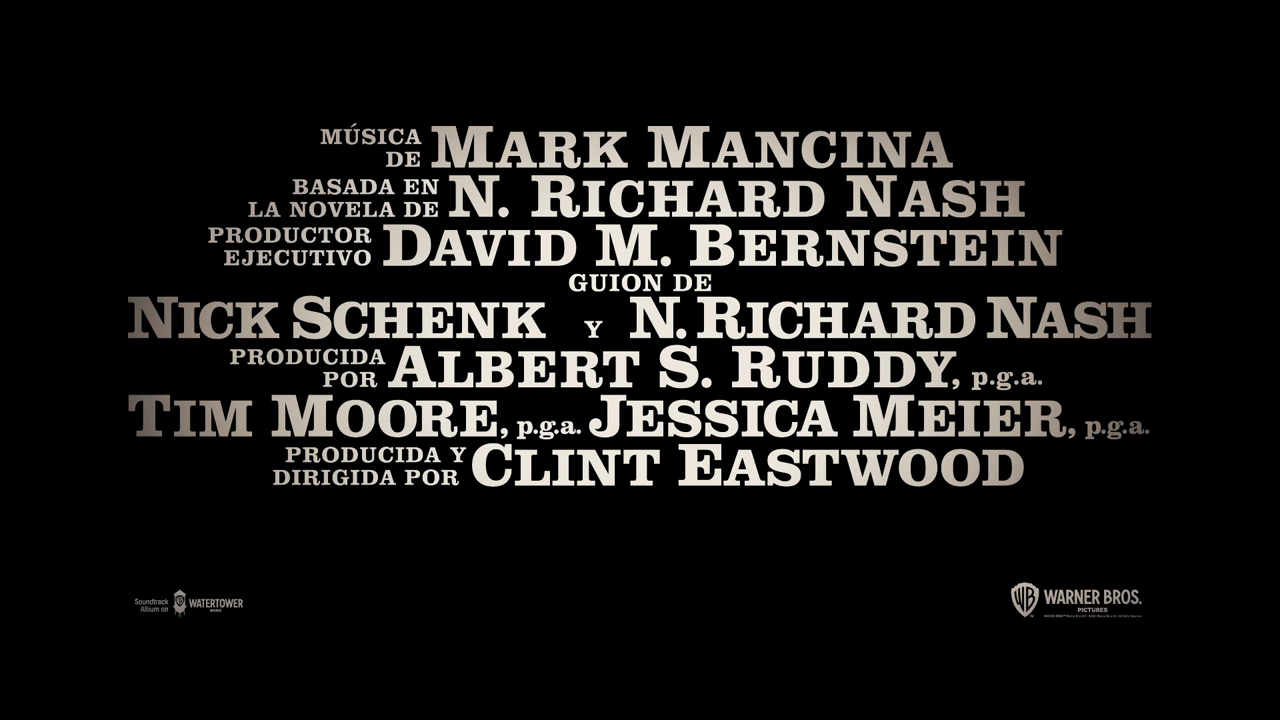 MÚSICA DE MARK MANCINA
BASADA EN LA NOVELA DE N. RICHARD NASH
PRODUCTOR EJECUTIVO DAVID M. BERNSTEIN
GUION DE
NICK SCHENK Y N. RICHARD NASH
PRODUCIDA POR ALBERT S. RUDDY, p.g.a.
TIM MOORE, p.g.a. JESSICA MEIER, p.g.a.
PRODUCIDA Y DIRIGIDA POR CLINT EASTWOOD
Soundtrack Album on WATERTOWER
WB WARNER BROS.
PICTURES